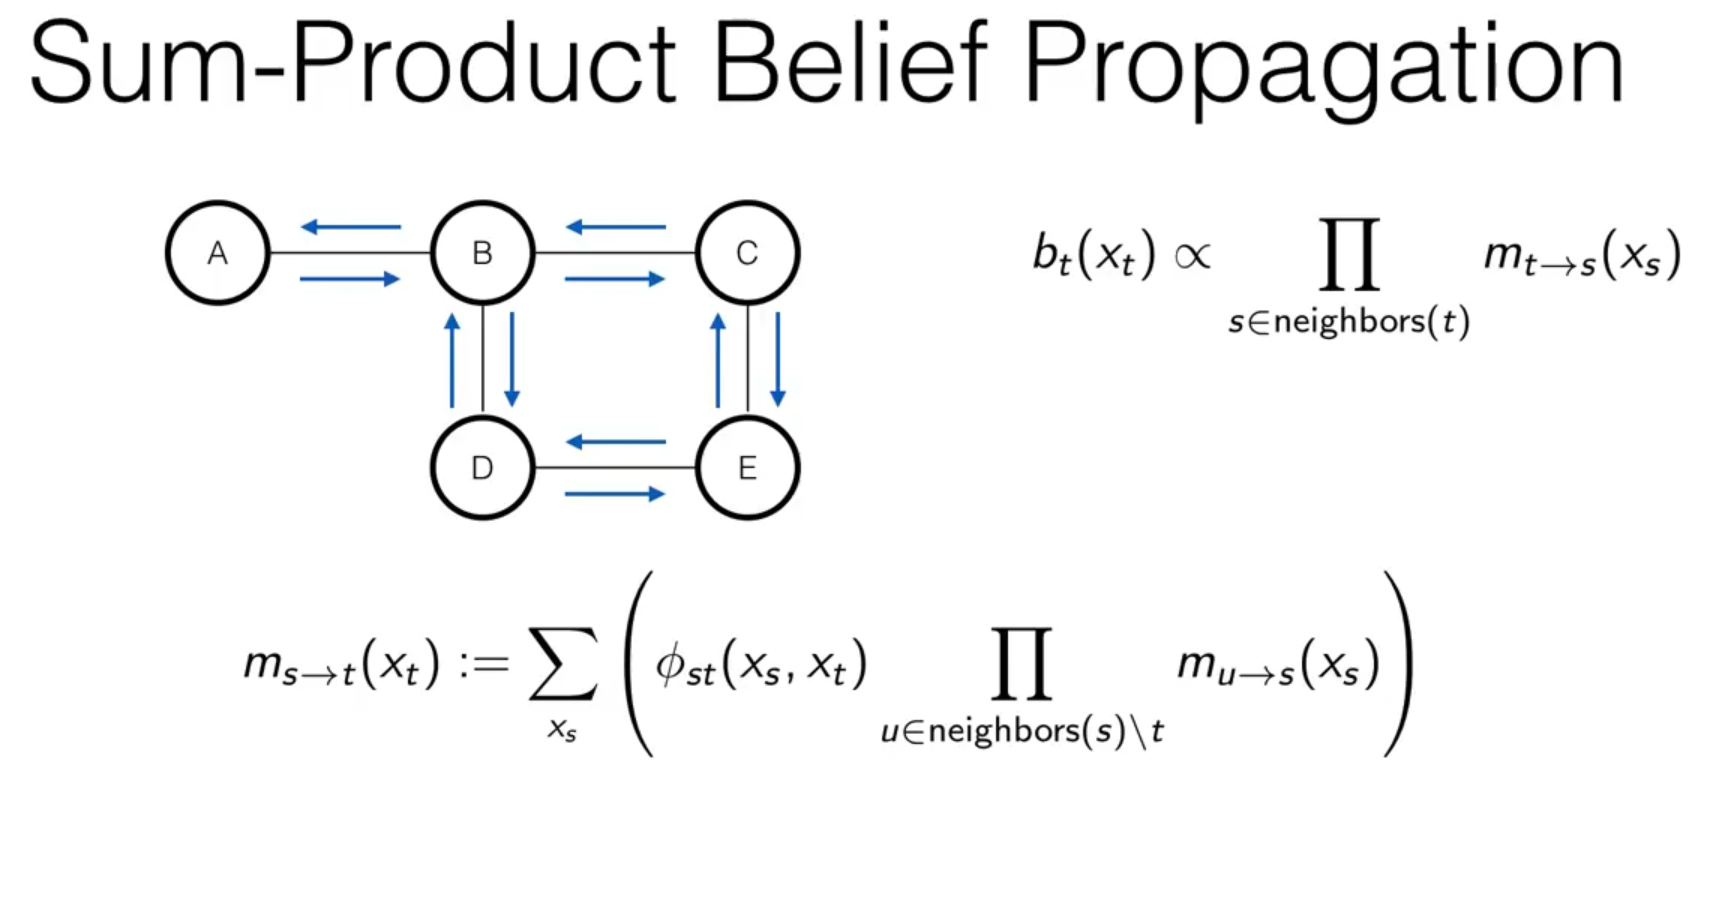 Sum-Product Belief Propagation
A B C
D E
b_t(x_t) ∝ ∏_{s∈neighbors(t)} m_{t→s}(x_s)
m_{s→t}(x_t) := ∑_{x_s} ( ϕ_{st}(x_s, x_t) ∏_{u∈neighbors(s)\t} m_{u→s}(x_s) )